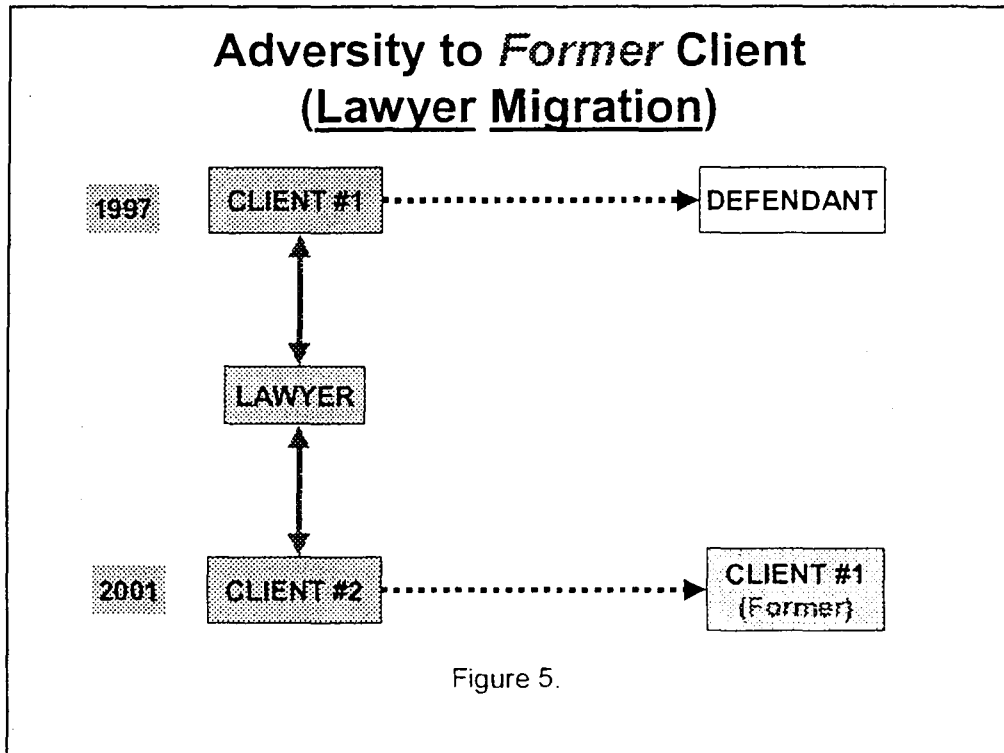 Adversity to Former Client
(Lawyer Migration)
1997
CLIENT #1
DEFENDANT
LAWYER
2001
CLIENT #2
CLIENT #1
(Former)
Figure 5.